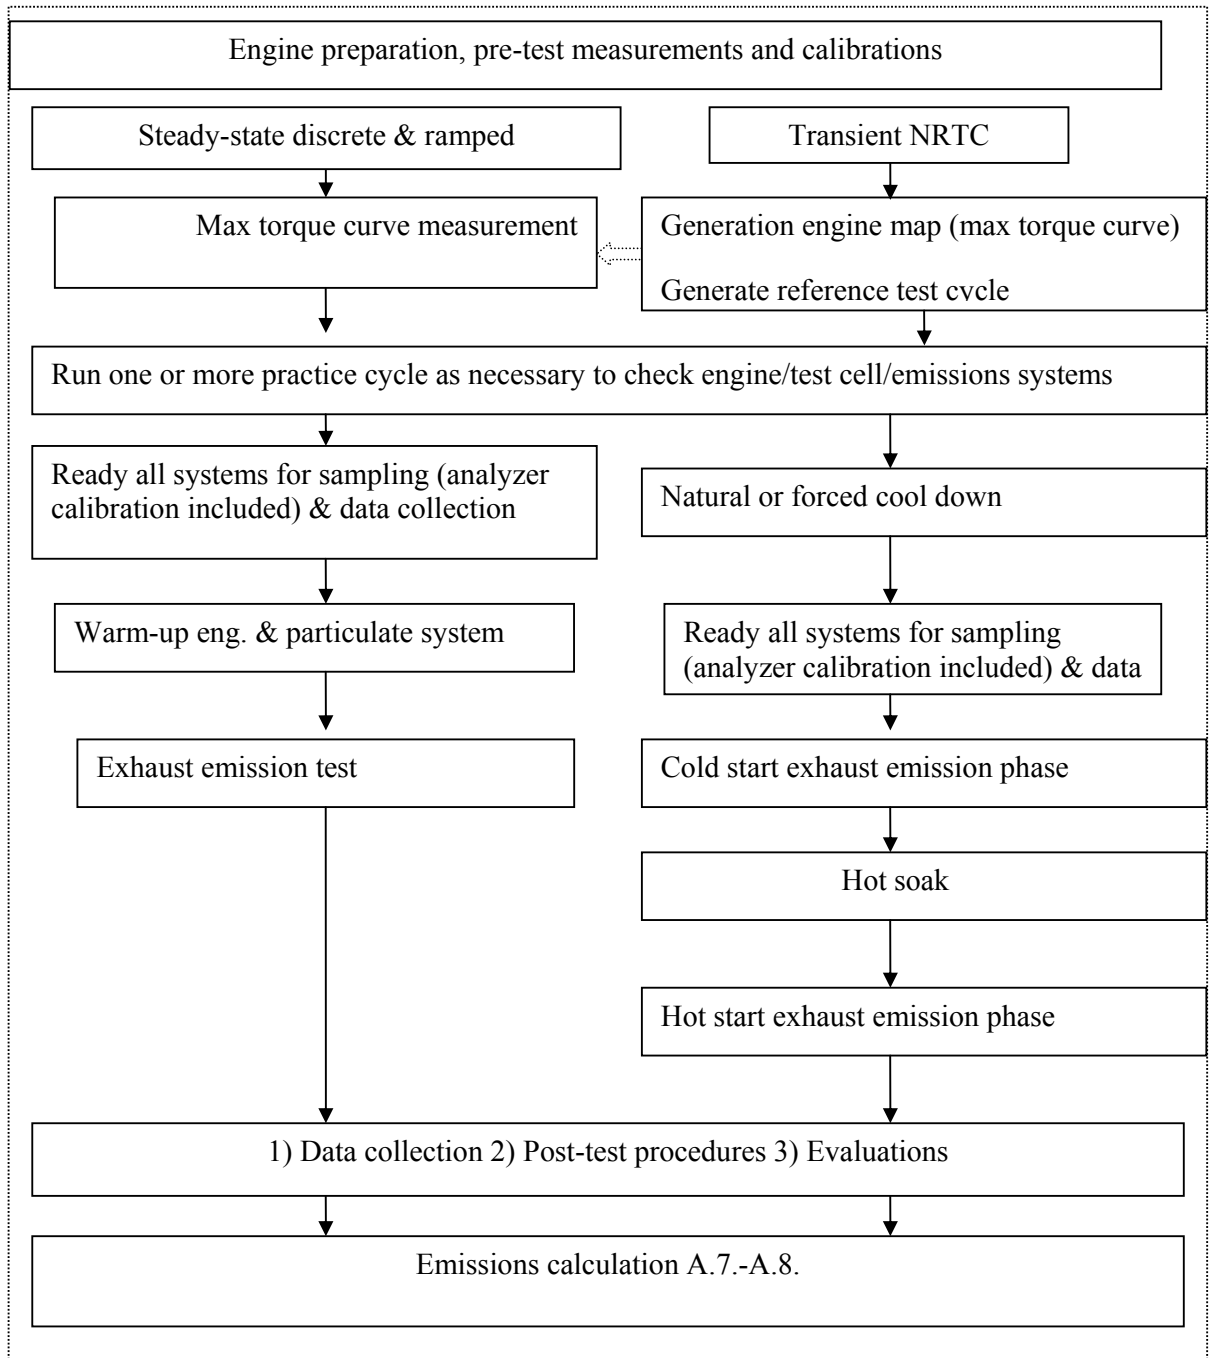 Engine preparation, pre-test measurements and calibrations
Steady-state discrete & ramped
Transient NRTC
Max torque curve measurement
Generation engine map (max torque curve)
Generate reference test cycle
Run one or more practice cycle as necessary to check engine/test cell/emissions systems
Ready all systems for sampling (analyzer
calibration included) & data collection
Natural or forced cool down
Warm-up eng. & particulate system
Ready all systems for sampling
(analyzer calibration included) & data
Exhaust emission test
Cold start exhaust emission phase
Hot soak
Hot start exhaust emission phase
1) Data collection 2) Post-test procedures 3) Evaluations
Emissions calculation A.7.-A.8.